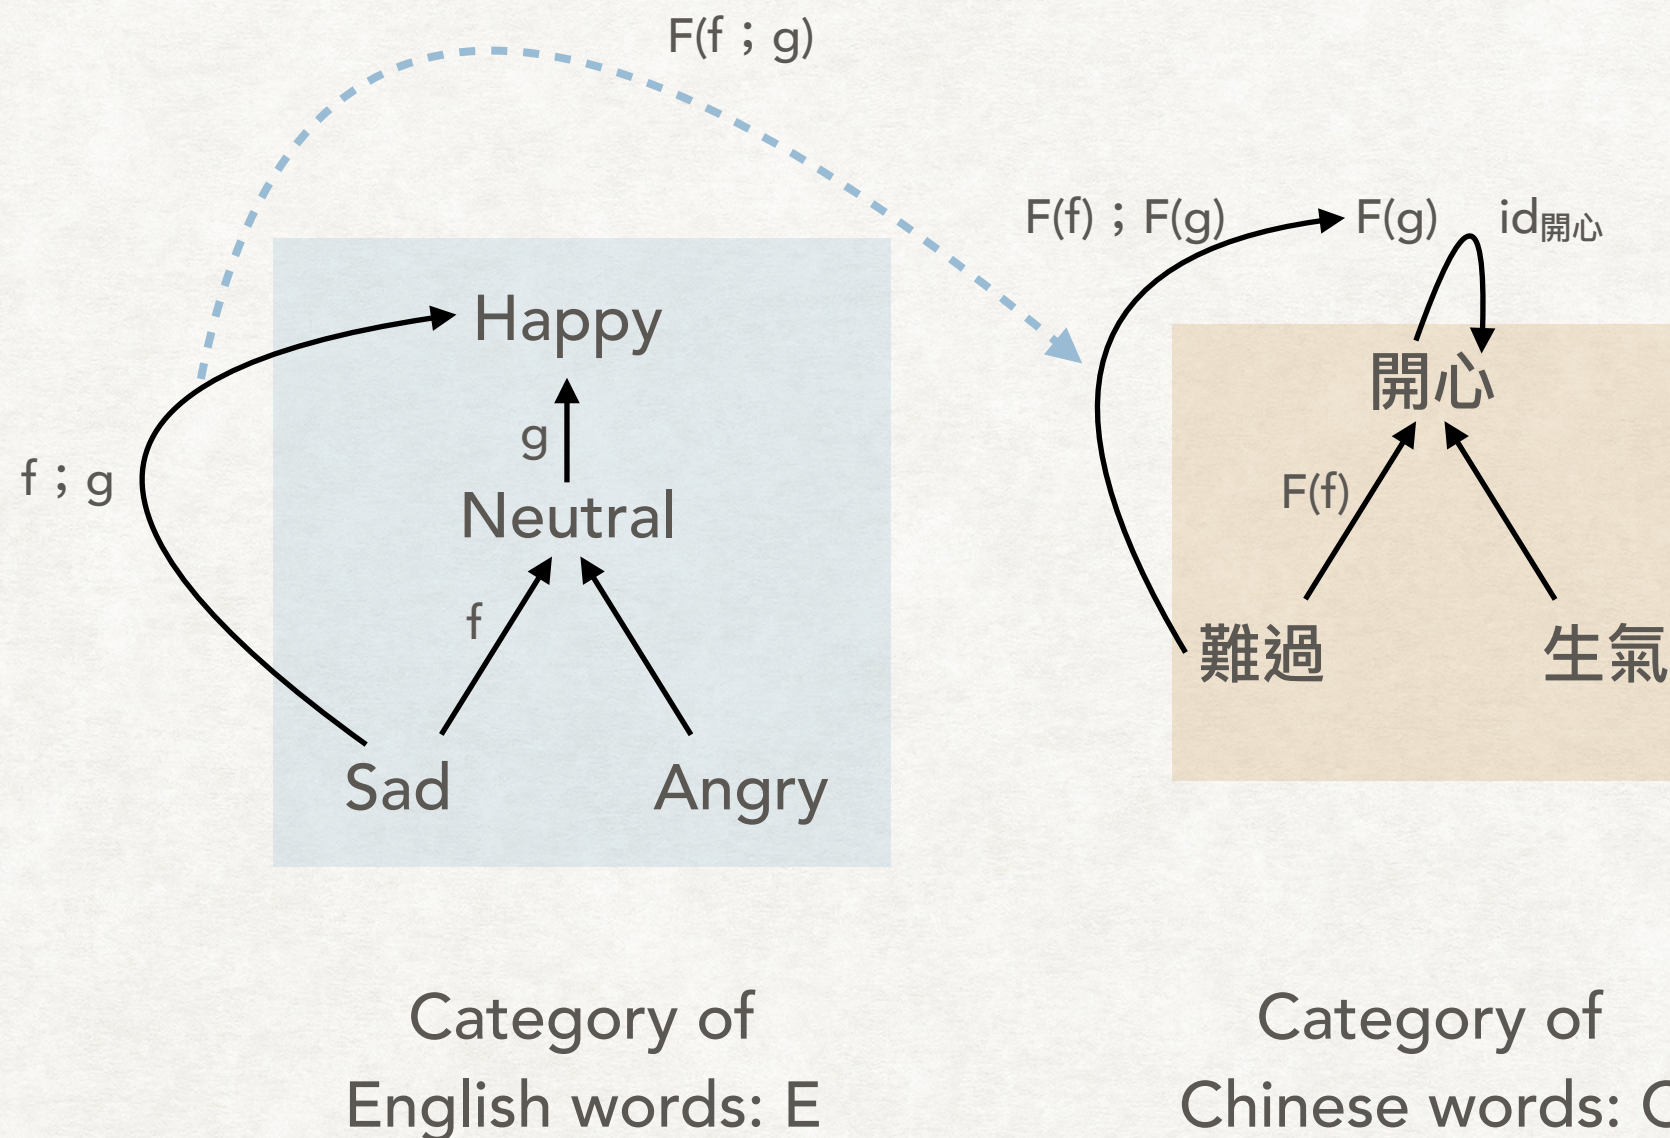 F(f；g)
F(f)；F(g)
F(g)
id開心
Happy
開心
g
f；g
F(f)
Neutral
f
難過
生氣
Sad
Angry
Category of
English words: E
Category of
Chinese words: C